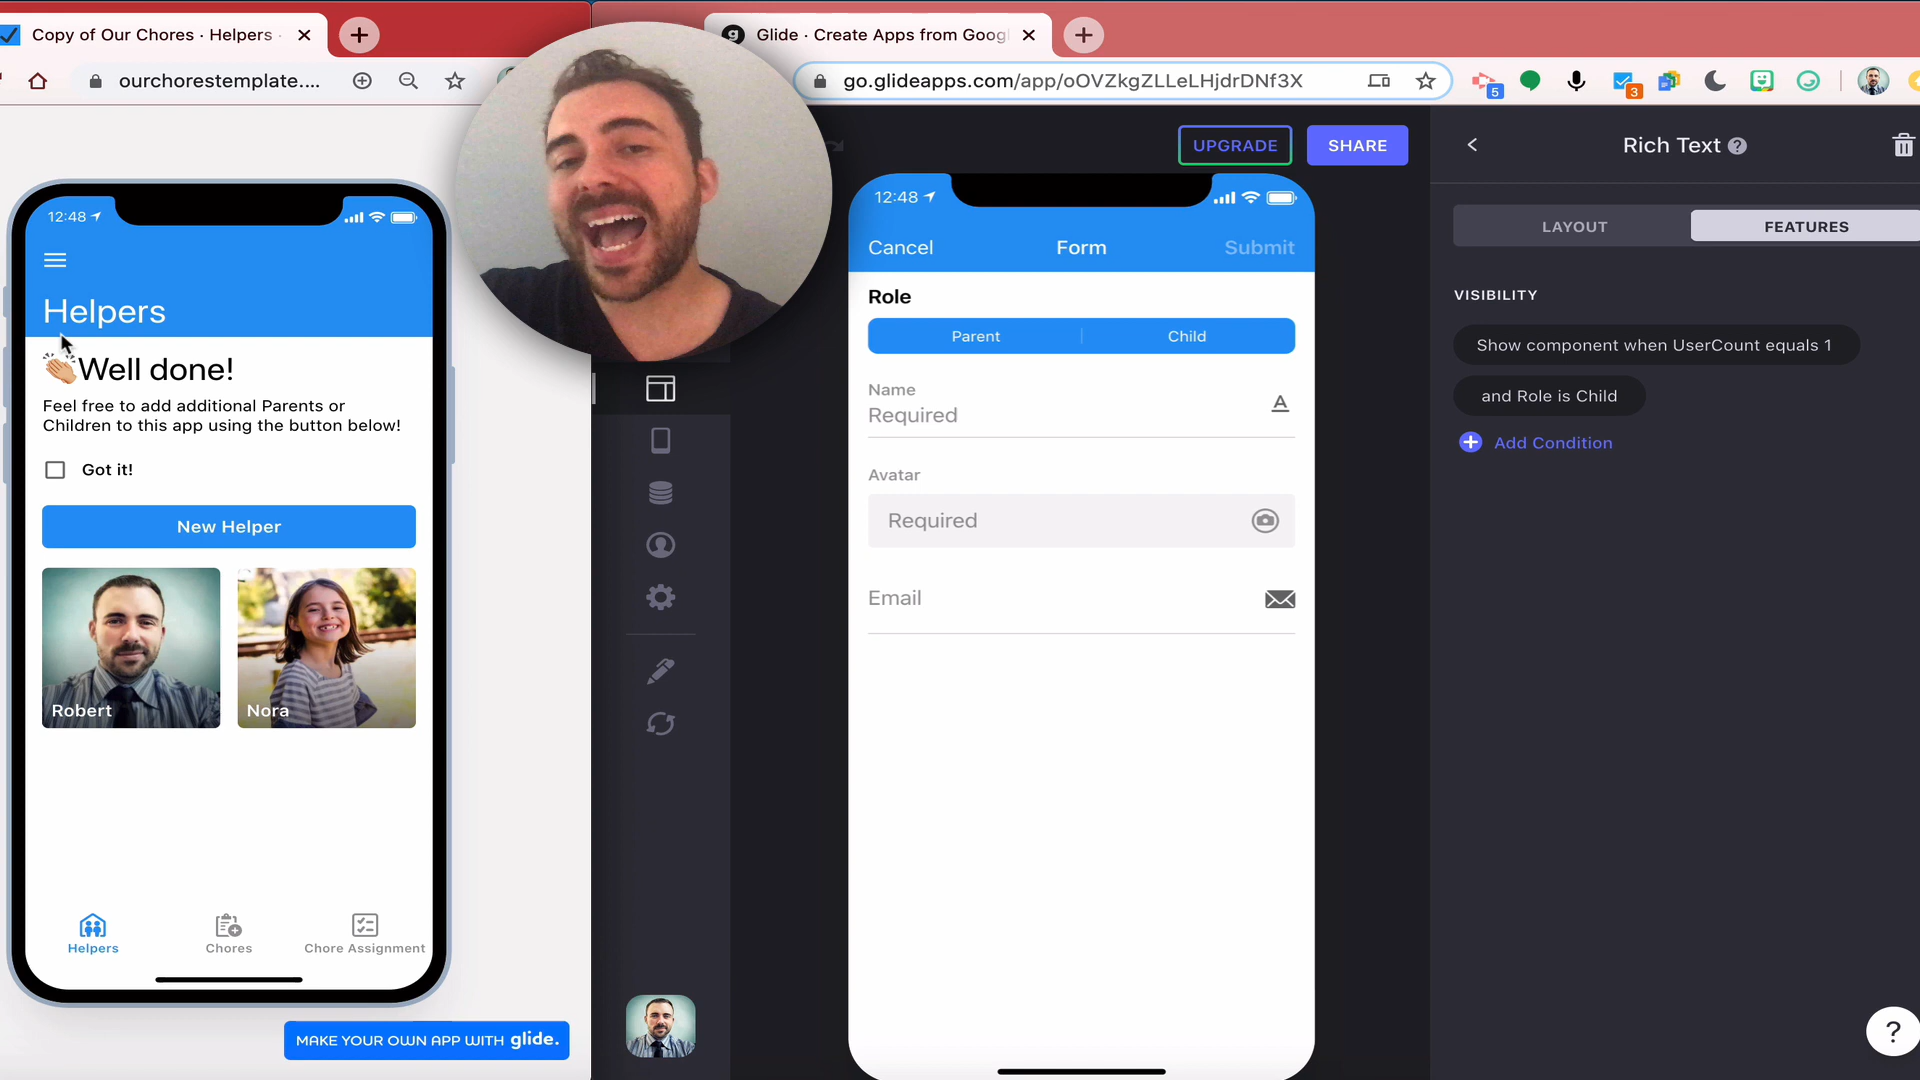 Copy of Our Chores · Helpers ·
Glide · Create Apps from Goog
ourchorestemplate....
go.glideapps.com/app/oOVZkgZLLeLHjdrDNf3X
5
3
12:48
Helpers
👏🏼Well done!
Feel free to add additional Parents or
Children to this app using the button below!
Got it!
New Helper
Robert
Nora
Helpers
Chores
Chore Assignment
MAKE YOUR OWN APP WITH glide.
UPGRADE
SHARE
12:48
Cancel
Form
Submit
Role
Parent
Child
Name
Required
A
Avatar
Required
Email
Rich Text ?
LAYOUT
FEATURES
VISIBILITY
Show component when UserCount equals 1
and Role is Child
Add Condition
?